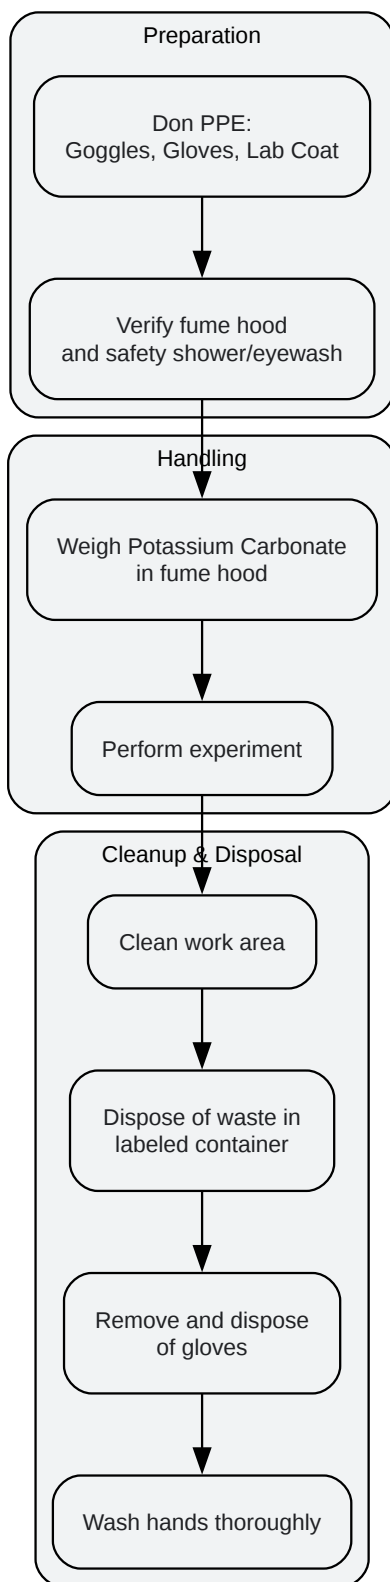 Preparation
Don PPE:
Goggles, Gloves, Lab Coat
Verify fume hood
and safety shower/eyewash
Handling
Weigh Potassium Carbonate
in fume hood
Perform experiment
Cleanup & Disposal
Clean work area
Dispose of waste in
labeled container
Remove and dispose
of gloves
Wash hands thoroughly